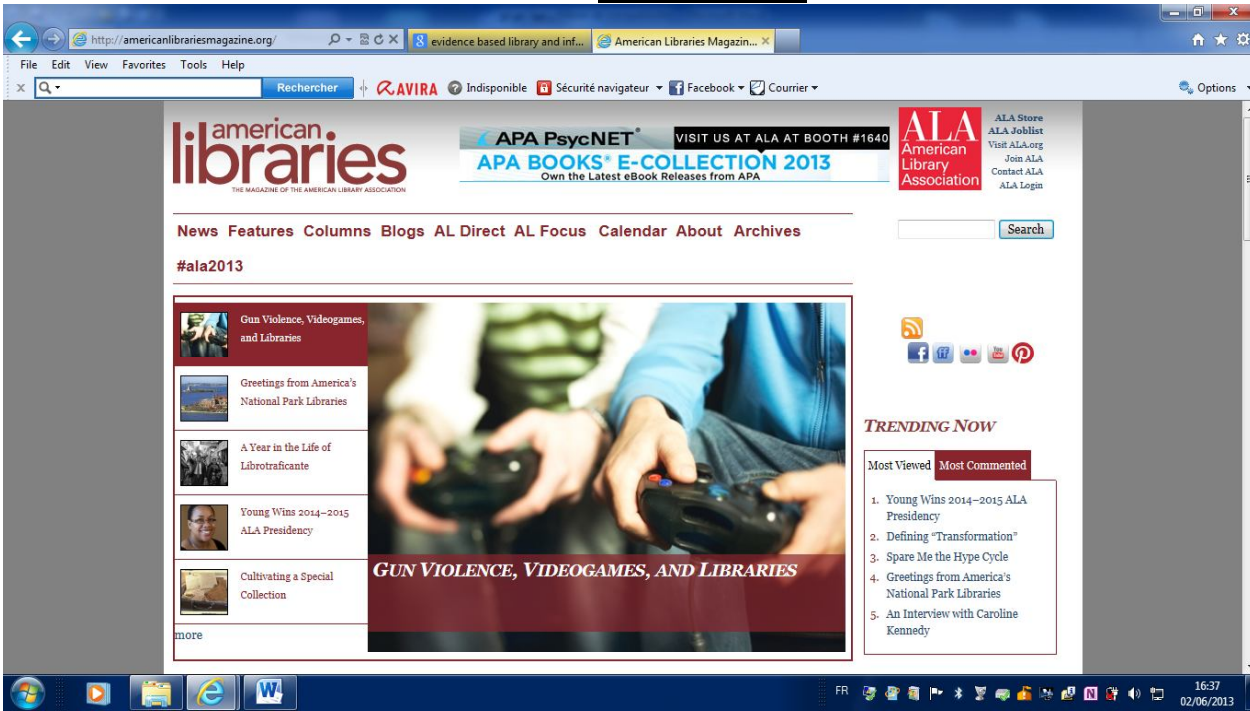 http://americanlibrariesmagazine.org/
evidence based library and inf...
American Libraries Magazin...
File Edit View Favorites Tools Help
Rechercher
AVIRA
Indisponible
Sécurité navigateur
Facebook
Courrier
Options
american
libraries
THE MAGAZINE OF THE AMERICAN LIBRARY ASSOCIATION
APA PsycNET® VISIT US AT ALA AT BOOTH #1640
APA BOOKS® E-COLLECTION 2013
Own the Latest eBook Releases from APA
ALA
American
Library
Association
ALA Store
ALA Joblist
Visit ALA.org
Join ALA
Contact ALA
ALA Login
News Features Columns Blogs AL Direct AL Focus Calendar About Archives
#ala2013
Search
Gun Violence, Videogames,
and Libraries
Greetings from America's
National Park Libraries
A Year in the Life of
Librotraficante
Young Wins 2014–2015
ALA Presidency
Cultivating a Special
Collection
more
Gun Violence, Videogames, and Libraries
Trending Now
Most Viewed Most Commented
1. Young Wins 2014–2015 ALA
Presidency
2. Defining "Transformation"
3. Spare Me the Hype Cycle
4. Greetings from America's
National Park Libraries
5. An Interview with Caroline
Kennedy
FR
16:37
02/06/2013